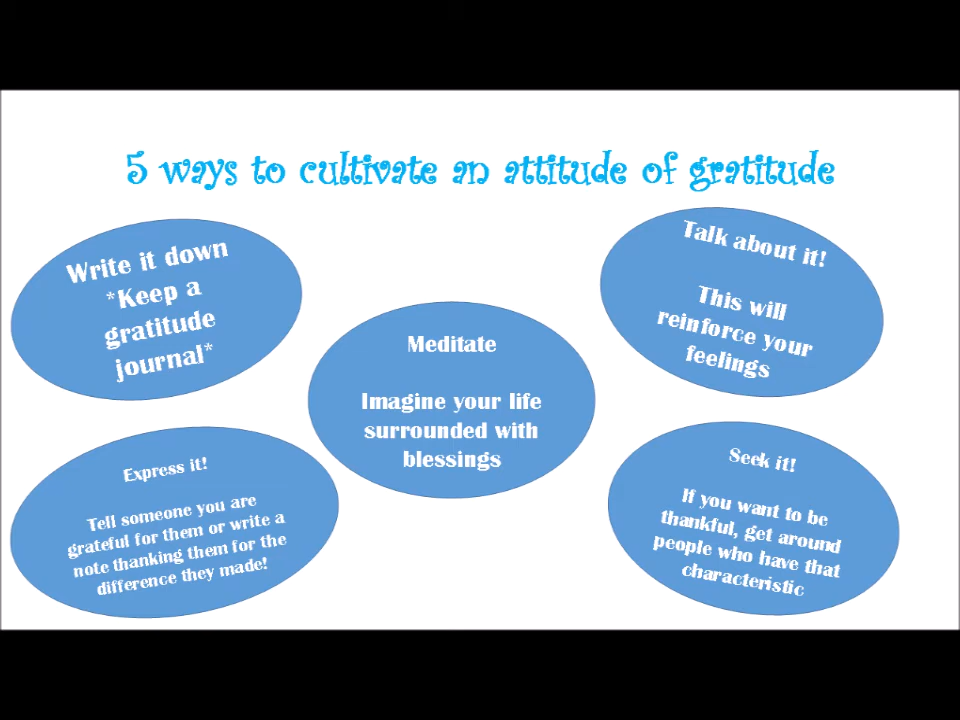 5 ways to cultivate an attitude of gratitude
Write it down
*Keep a
gratitude
journal*
Talk about it!
This will
reinforce your
feelings
Meditate
Imagine your life
surrounded with
blessings
Express it!
Tell someone you are
grateful for them or write a
note thanking them for the
difference they made!
Seek it!
If you want to be
thankful, get around
people who have that
characteristic